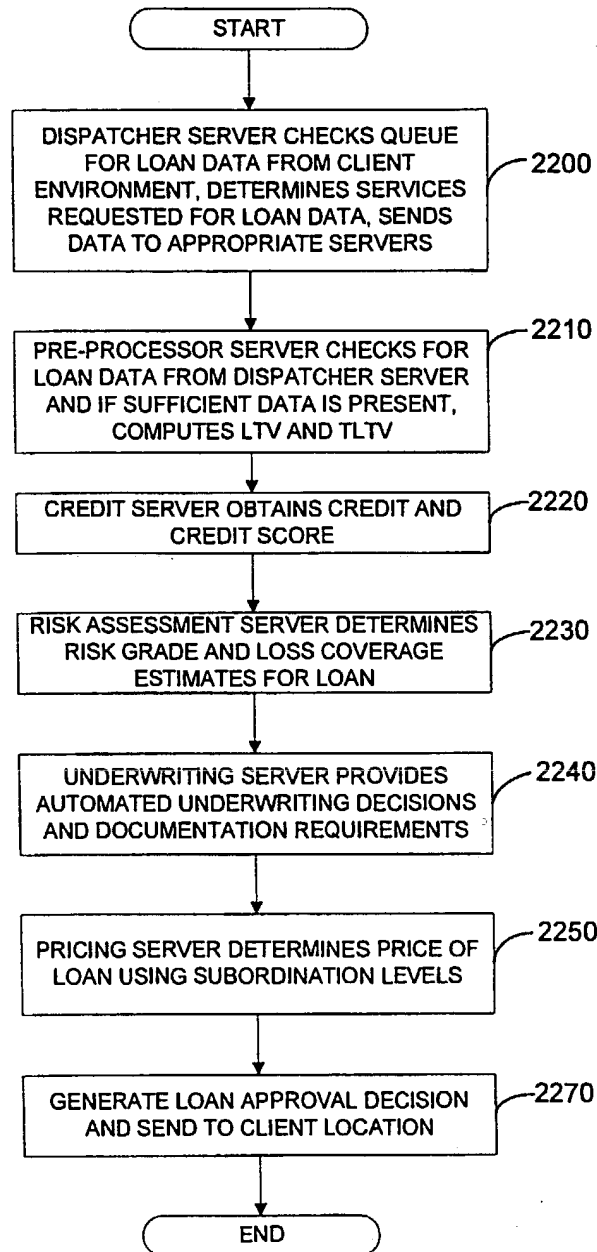 START
DISPATCHER SERVER CHECKS QUEUE
FOR LOAN DATA FROM CLIENT
ENVIRONMENT, DETERMINES SERVICES
REQUESTED FOR LOAN DATA, SENDS
DATA TO APPROPRIATE SERVERS
2200
PRE-PROCESSOR SERVER CHECKS FOR
LOAN DATA FROM DISPATCHER SERVER
AND IF SUFFICIENT DATA IS PRESENT,
COMPUTES LTV AND TLTV
2210
CREDIT SERVER OBTAINS CREDIT AND
CREDIT SCORE
2220
RISK ASSESSMENT SERVER DETERMINES
RISK GRADE AND LOSS COVERAGE
ESTIMATES FOR LOAN
2230
UNDERWRITING SERVER PROVIDES
AUTOMATED UNDERWRITING DECISIONS
AND DOCUMENTATION REQUIREMENTS
2240
PRICING SERVER DETERMINES PRICE OF
LOAN USING SUBORDINATION LEVELS
2250
GENERATE LOAN APPROVAL DECISION
AND SEND TO CLIENT LOCATION
2270
END